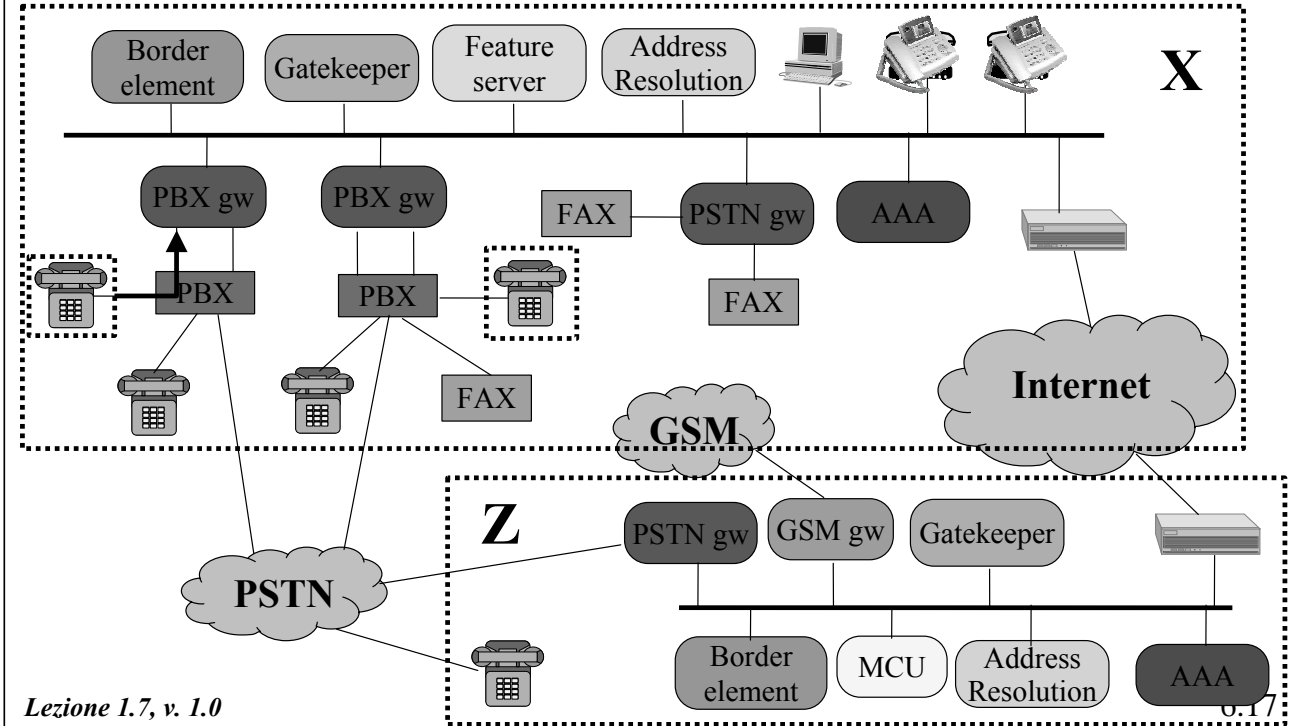 Border
element
Gatekeeper
Feature
server
Address
Resolution
X
PBX gw
PBX gw
FAX
PSTN gw
AAA
PBX
PBX
FAX
FAX
Internet
GSM
Z
PSTN gw
GSM gw
Gatekeeper
PSTN
Border
element
MCU
Address
Resolution
AAA
Lezione 1.7, v. 1.0
6.17